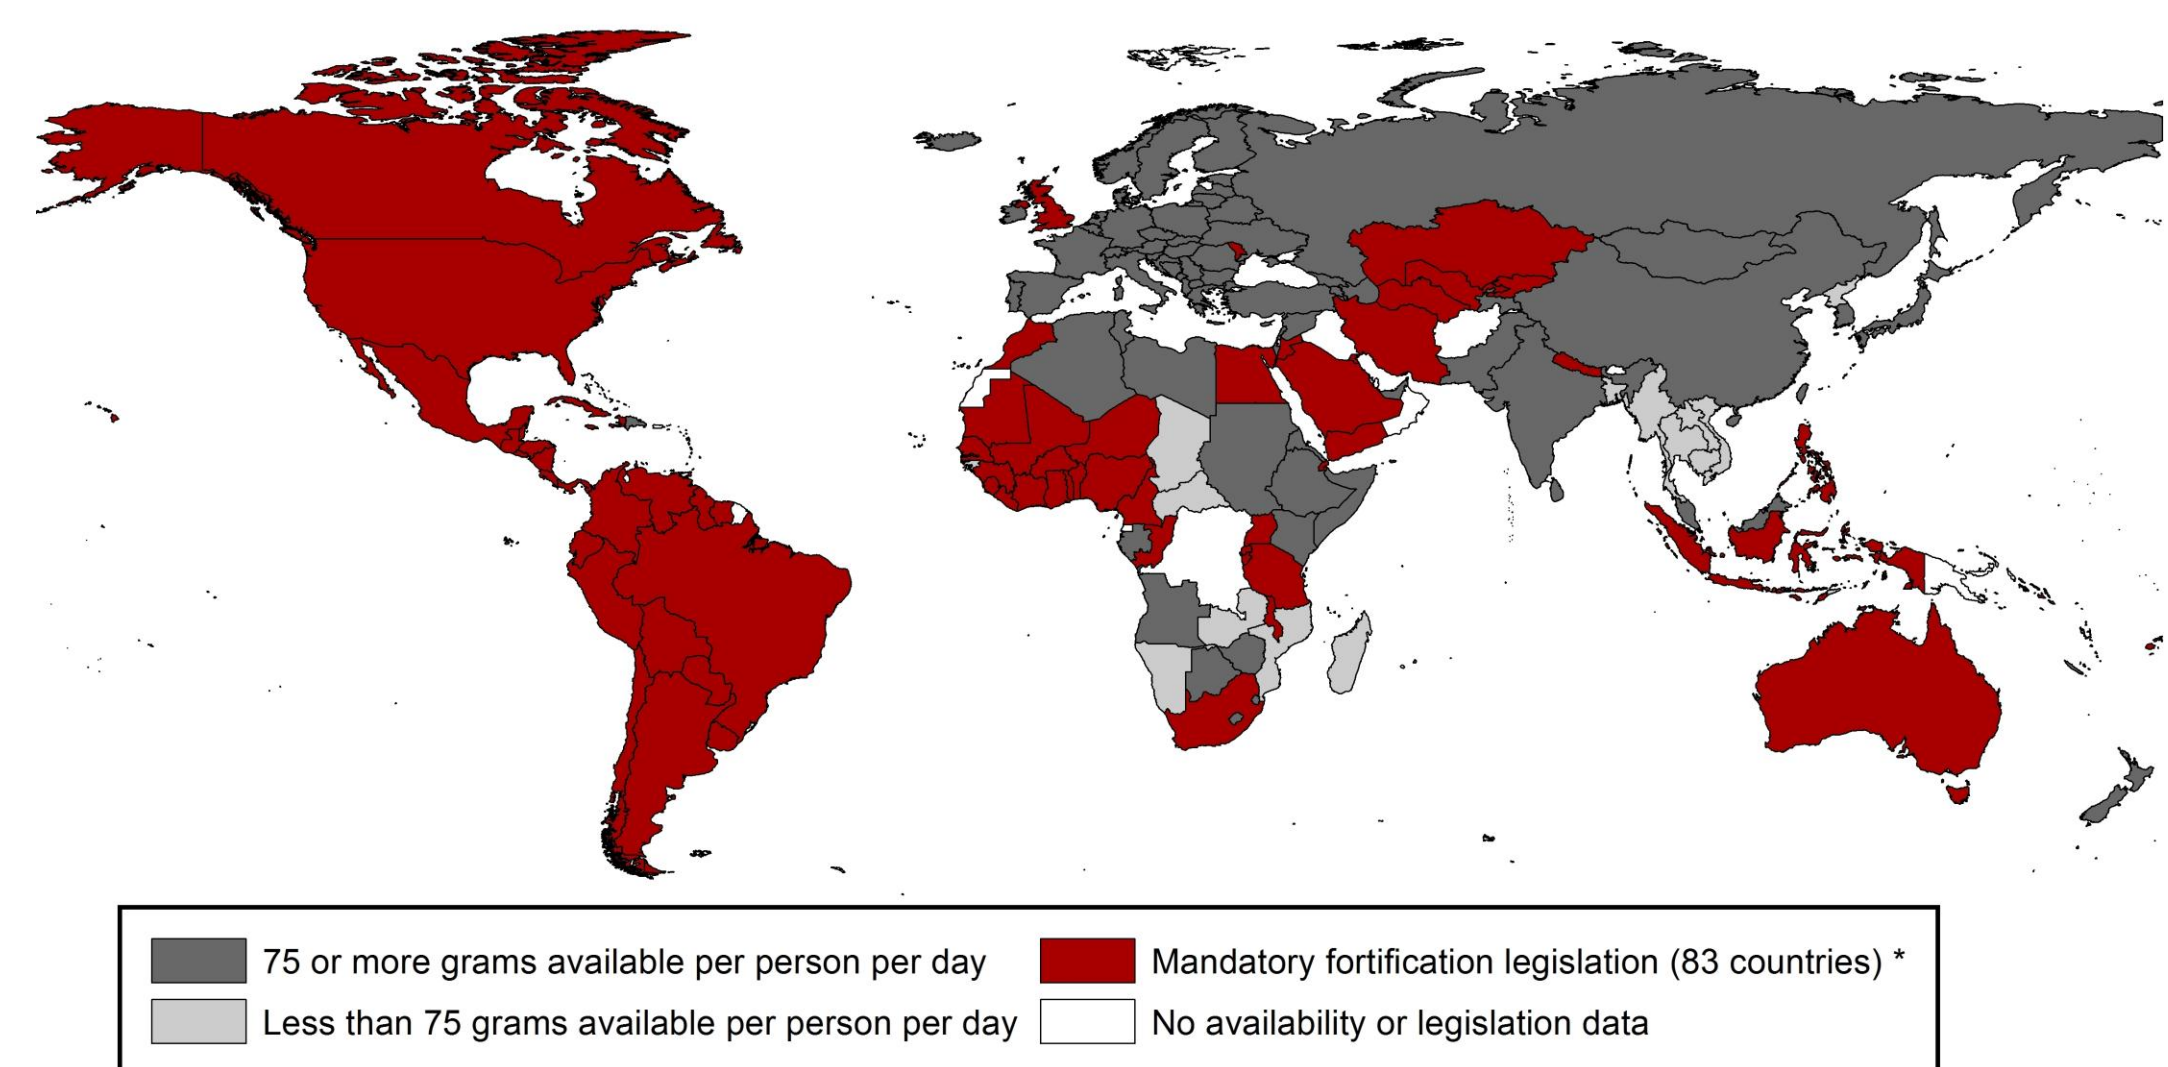 75 or more grams available per person per day
Mandatory fortification legislation (83 countries) *
Less than 75 grams available per person per day
No availability or legislation data